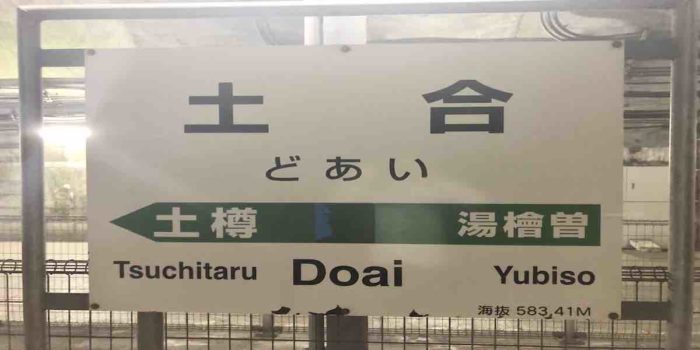 土合
どあい
土樽 湯檜曽
Tsuchitaru Doai Yubiso
海抜 583.41M